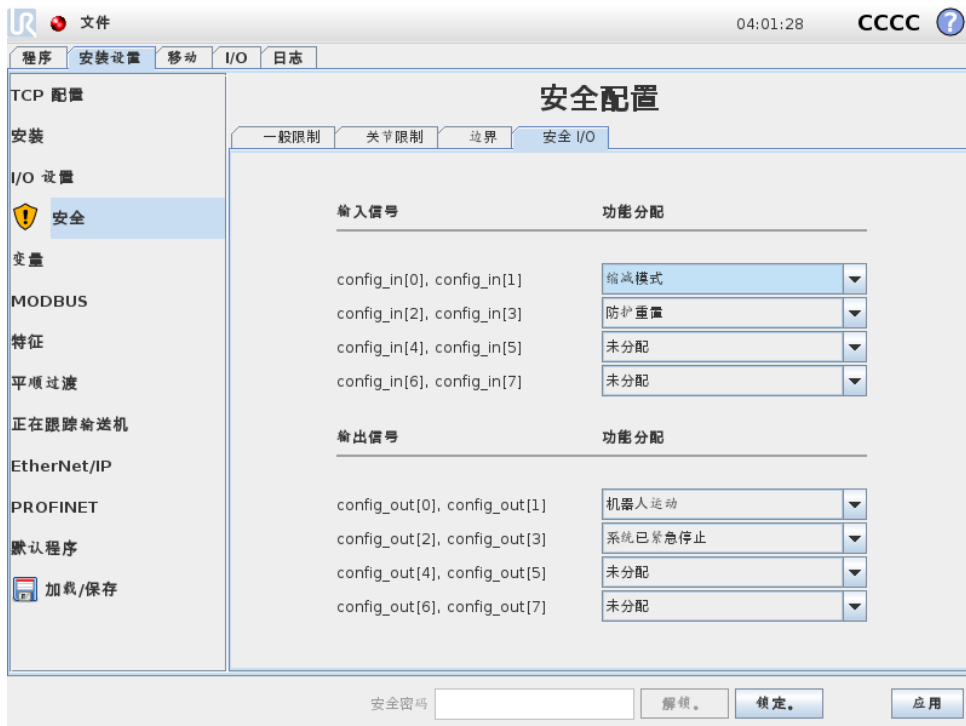 UR 文件 04:01:28 CCCC ?
程序 安装设置 移动 I/O 日志
TCP 配置
安装
I/O 设置
安全
变量
MODBUS
特征
平顺过渡
正在跟踪输送机
EtherNet/IP
PROFINET
默认程序
加载/保存
安全配置
一般限制 关节限制 边界 安全 I/O
输入信号 功能分配
config_in[0], config_in[1] 缩减模式
config_in[2], config_in[3] 防护重置
config_in[4], config_in[5] 未分配
config_in[6], config_in[7] 未分配
输出信号 功能分配
config_out[0], config_out[1] 机器人运动
config_out[2], config_out[3] 系统已紧急停止
config_out[4], config_out[5] 未分配
config_out[6], config_out[7] 未分配
安全密码 解锁。 锁定。 应用